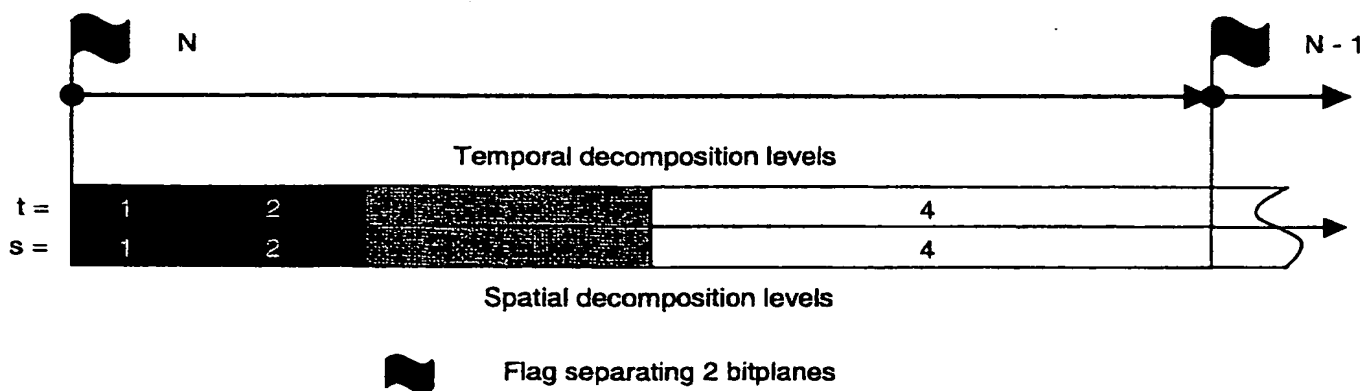 N
N - 1
Temporal decomposition levels
t = 1 2 4
s = 1 2 4
Spatial decomposition levels
Flag separating 2 bitplanes